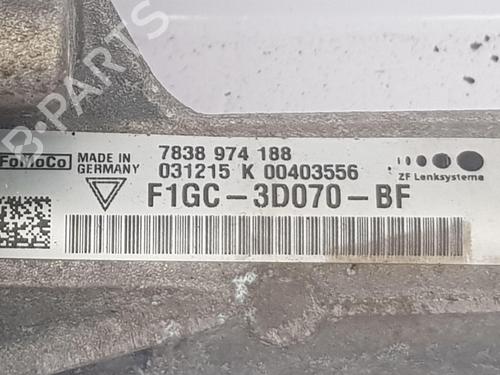 B-PARTS
FoMoCo
MADE IN
GERMANY
7838 974 188
031215 K 00403556
F1GC-3D070-BF
ZF Lenksysteme